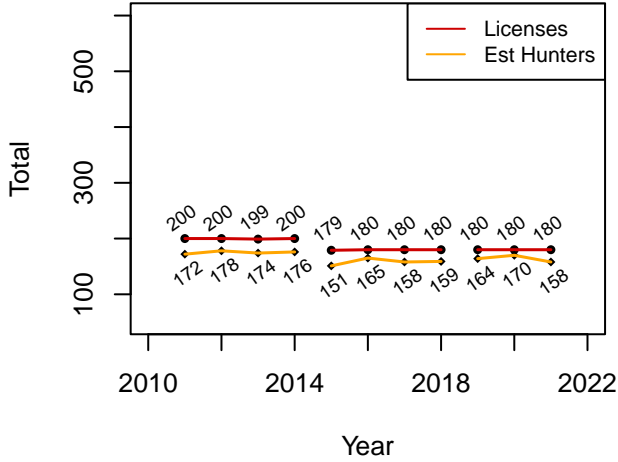 Licenses
Est Hunters
Total
500
300
100
200 200 199 200 179 180 180 180 180 180 180
172 178 174 176 151 165 158 159 164 170 158
2010 2014 2018 2022
Year